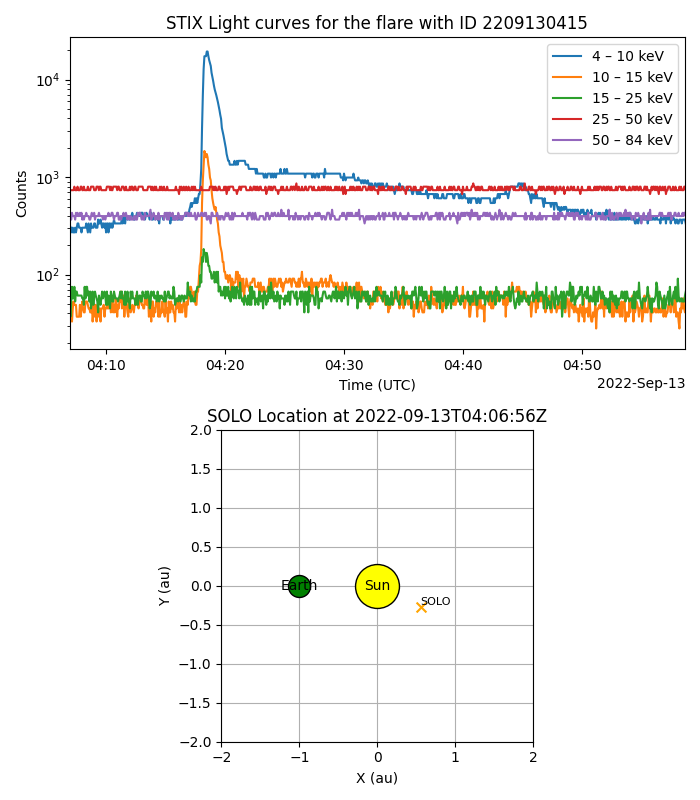 STIX Light curves for the flare with ID 2209130415
10⁴
10³
10²
Counts
4 – 10 keV
10 – 15 keV
15 – 25 keV
25 – 50 keV
50 – 84 keV
04:10 04:20 04:30 04:40 04:50
Time (UTC)
2022-Sep-13
SOLO Location at 2022-09-13T04:06:56Z
2.0
1.5
1.0
0.5
0.0
−0.5
−1.0
−1.5
−2.0
Y (au)
Earth
Sun
SOLO
−2 −1 0 1 2
X (au)